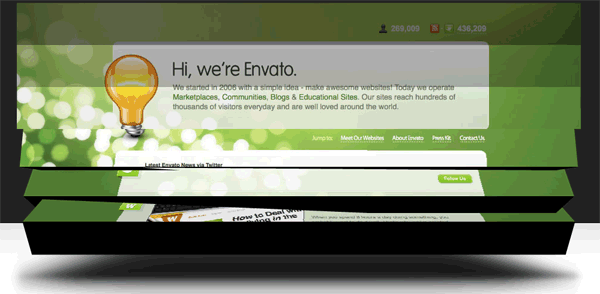 269,009 436,209
Hi, we're Envato.
We started in 2006 with a simple idea - make awesome websites! Today we operate
Marketplaces, Communities, Blogs & Educational Sites. Our sites reach hundreds of
thousands of visitors everyday and are well loved around the world.
Jump to: Meet Our Websites About Envato Press Kit Contact Us
Latest Envato News via Twitter
Follow Us
How to Deal with
in the